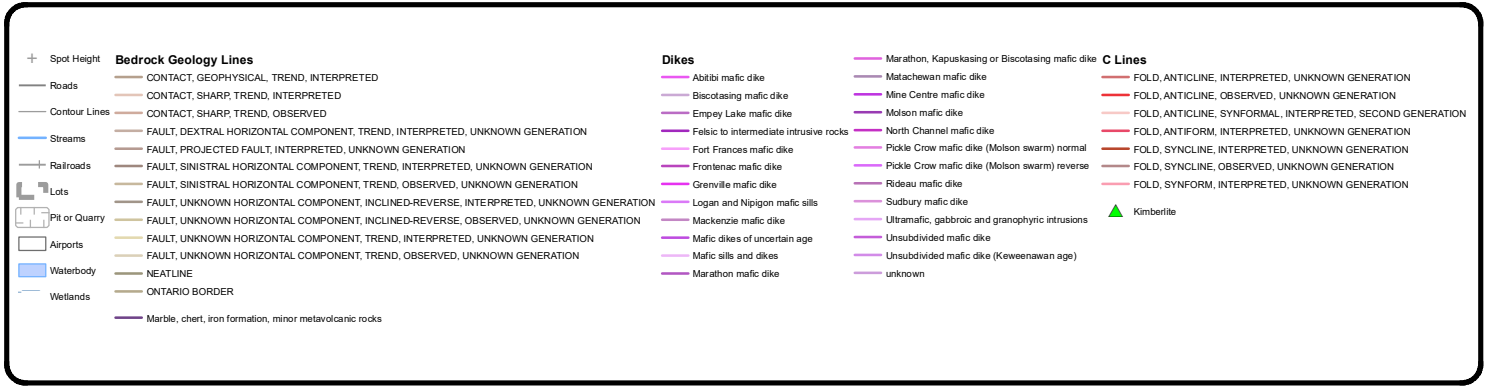 Spot Height
Roads
Contour Lines
Streams
Railroads
Lots
Pit or Quarry
Airports
Waterbody
Wetlands
Bedrock Geology Lines
CONTACT, GEOPHYSICAL, TREND, INTERPRETED
CONTACT, SHARP, TREND, INTERPRETED
CONTACT, SHARP, TREND, OBSERVED
FAULT, DEXTRAL HORIZONTAL COMPONENT, TREND, INTERPRETED, UNKNOWN GENERATION
FAULT, PROJECTED FAULT, INTERPRETED, UNKNOWN GENERATION
FAULT, SINISTRAL HORIZONTAL COMPONENT, TREND, INTERPRETED, UNKNOWN GENERATION
FAULT, SINISTRAL HORIZONTAL COMPONENT, TREND, OBSERVED, UNKNOWN GENERATION
FAULT, UNKNOWN HORIZONTAL COMPONENT, INCLINED-REVERSE, INTERPRETED, UNKNOWN GENERATION
FAULT, UNKNOWN HORIZONTAL COMPONENT, INCLINED-REVERSE, OBSERVED, UNKNOWN GENERATION
FAULT, UNKNOWN HORIZONTAL COMPONENT, TREND, INTERPRETED, UNKNOWN GENERATION
FAULT, UNKNOWN HORIZONTAL COMPONENT, TREND, OBSERVED, UNKNOWN GENERATION
NEATLINE
ONTARIO BORDER
Marble, chert, iron formation, minor metavolcanic rocks
Dikes
Abitibi mafic dike
Biscotasing mafic dike
Empey Lake mafic dike
Felsic to intermediate intrusive rocks
Fort Frances mafic dike
Frontenac mafic dike
Grenville mafic dike
Logan and Nipigon mafic sills
Mackenzie mafic dike
Mafic dikes of uncertain age
Mafic sills and dikes
Marathon mafic dike
Marathon, Kapuskasing or Biscotasing mafic dike
Matachewan mafic dike
Mine Centre mafic dike
Molson mafic dike
North Channel mafic dike
Pickle Crow mafic dike (Molson swarm) normal
Pickle Crow mafic dike (Molson swarm) reverse
Rideau mafic dike
Sudbury mafic dike
Ultramafic, gabbroic and granophyric intrusions
Unsubdivided mafic dike
Unsubdivided mafic dike (Keweenawan age)
unknown
C Lines
FOLD, ANTICLINE, INTERPRETED, UNKNOWN GENERATION
FOLD, ANTICLINE, OBSERVED, UNKNOWN GENERATION
FOLD, ANTICLINE, SYNFORMAL, INTERPRETED, SECOND GENERATION
FOLD, ANTIFORM, INTERPRETED, UNKNOWN GENERATION
FOLD, SYNCLINE, INTERPRETED, UNKNOWN GENERATION
FOLD, SYNCLINE, OBSERVED, UNKNOWN GENERATION
FOLD, SYNFORM, INTERPRETED, UNKNOWN GENERATION
Kimberlite